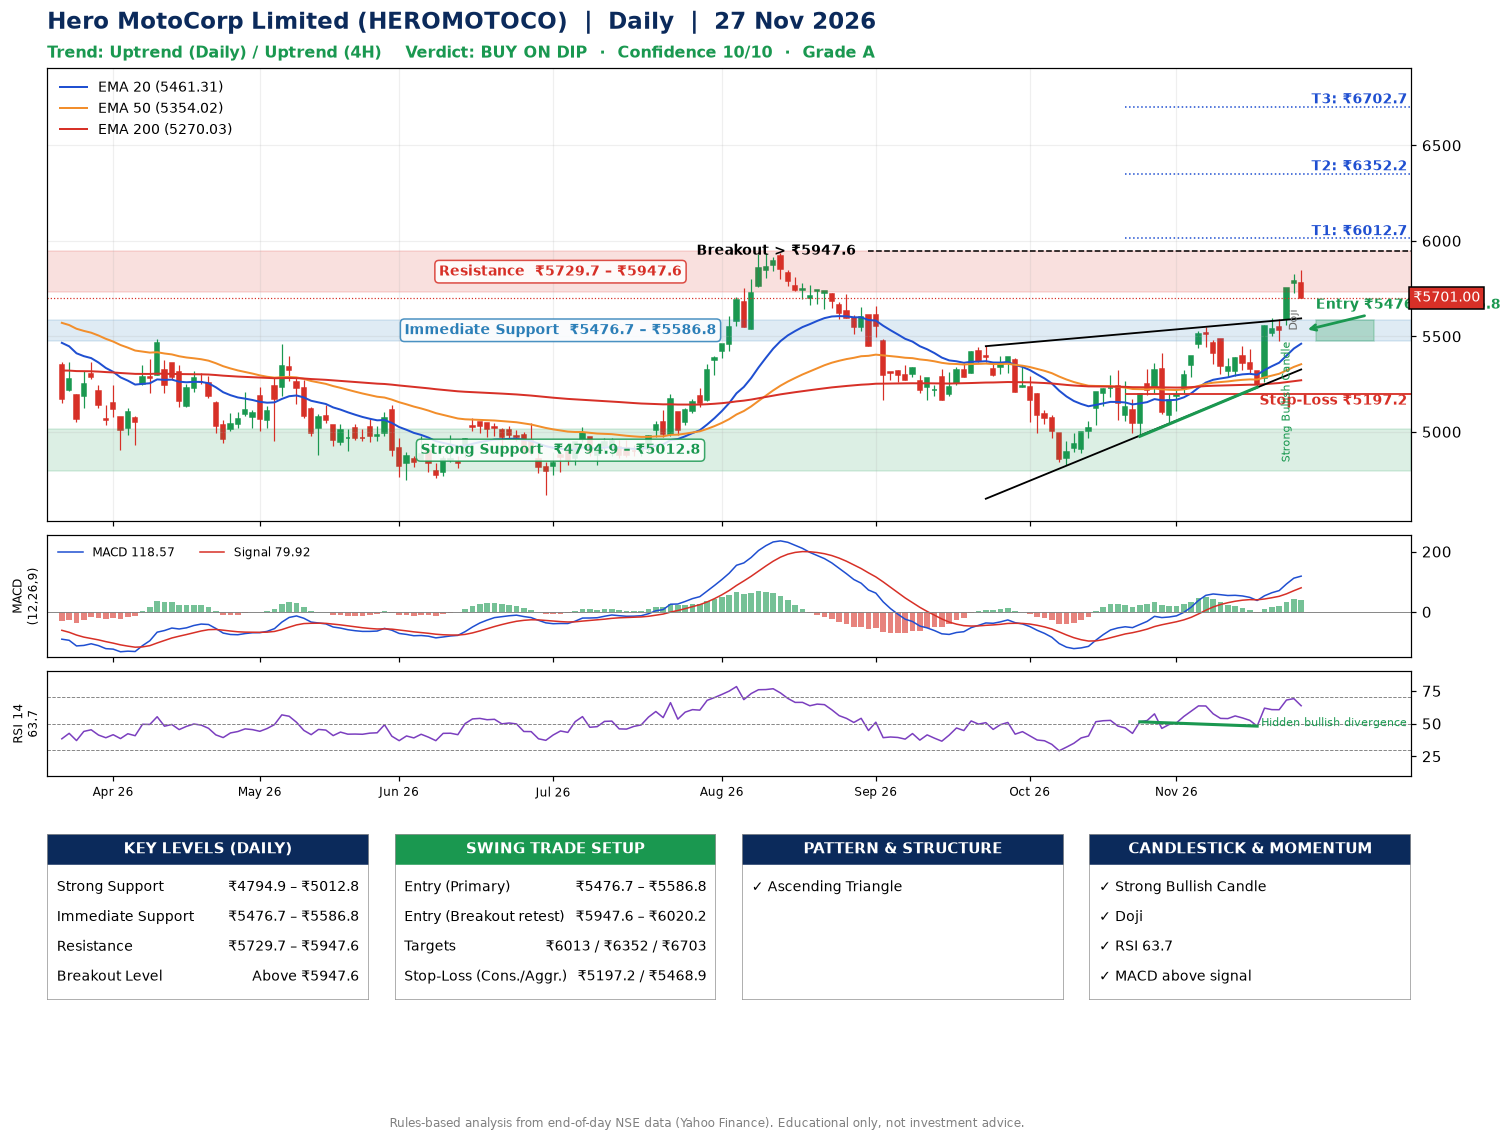 Hero MotoCorp Limited (HEROMOTOCO)  |  Daily  |  27 Nov 2026
Trend: Uptrend (Daily) / Uptrend (4H)    Verdict: BUY ON DIP  ·  Confidence 10/10  ·  Grade A
EMA 20 (5461.31)
EMA 50 (5354.02)
EMA 200 (5270.03)
T3: ₹6702.7
6500
T2: ₹6352.2
T1: ₹6012.7
6000
Breakout > ₹5947.6
Resistance  ₹5729.7 – ₹5947.6
₹5701.00
Entry ₹5476
.8
Doji
Immediate Support  ₹5476.7 – ₹5586.8
5500
Strong Bullish Candle
Stop-Loss ₹5197.2
Strong Support  ₹4794.9 – ₹5012.8
5000
MACD
(12,26,9)
MACD 118.57
Signal 79.92
200
0
RSI 14
63.7
75
50
25
Hidden bullish divergence
Apr 26
May 26
Jun 26
Jul 26
Aug 26
Sep 26
Oct 26
Nov 26
KEY LEVELS (DAILY)
Strong Support ₹4794.9 – ₹5012.8
Immediate Support ₹5476.7 – ₹5586.8
Resistance ₹5729.7 – ₹5947.6
Breakout Level Above ₹5947.6
SWING TRADE SETUP
Entry (Primary) ₹5476.7 – ₹5586.8
Entry (Breakout retest) ₹5947.6 – ₹6020.2
Targets ₹6013 / ₹6352 / ₹6703
Stop-Loss (Cons./Aggr.) ₹5197.2 / ₹5468.9
PATTERN & STRUCTURE
✓ Ascending Triangle
CANDLESTICK & MOMENTUM
✓ Strong Bullish Candle
✓ Doji
✓ RSI 63.7
✓ MACD above signal
Rules-based analysis from end-of-day NSE data (Yahoo Finance). Educational only, not investment advice.